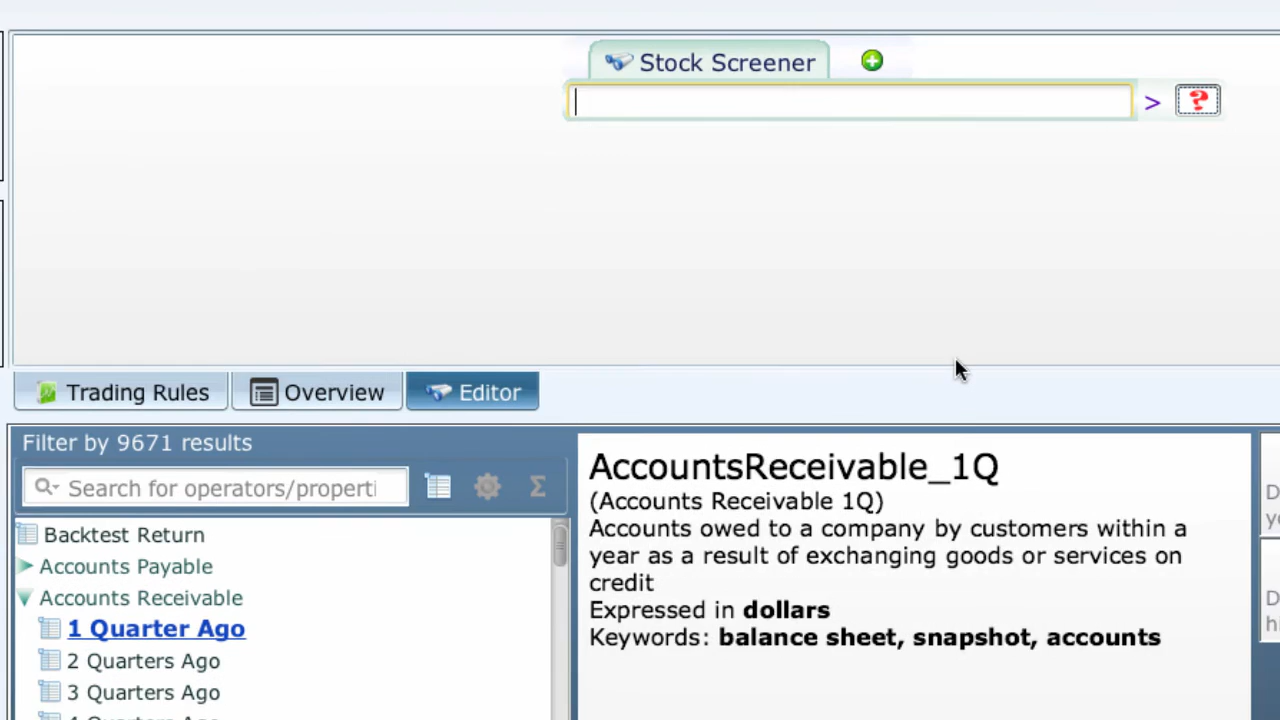 Stock Screener
>
?
Trading Rules
Overview
Editor
Filter by 9671 results
Search for operators/properti
Σ
Backtest Return
Accounts Payable
Accounts Receivable
1 Quarter Ago
2 Quarters Ago
3 Quarters Ago
AccountsReceivable_1Q
(Accounts Receivable 1Q)
Accounts owed to a company by customers within a
year as a result of exchanging goods or services on
credit
Expressed in dollars
Keywords: balance sheet, snapshot, accounts